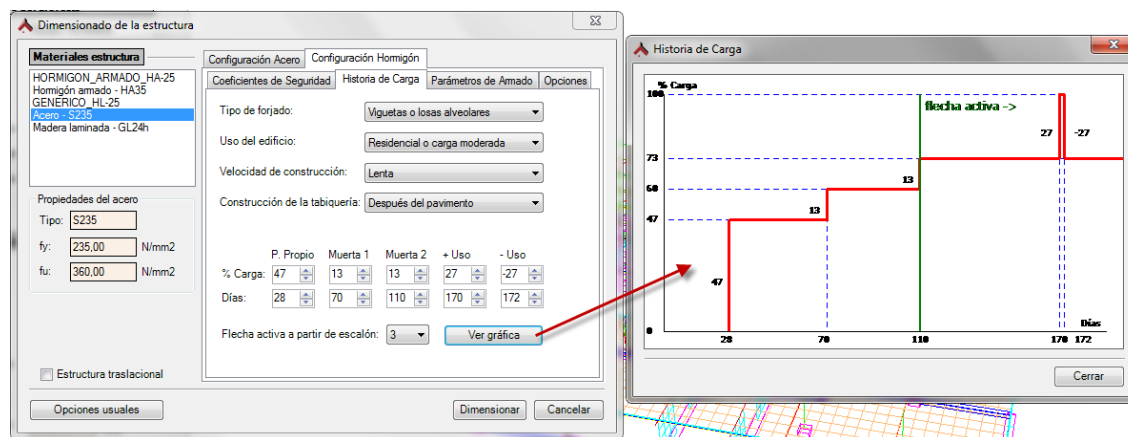 Dimensionado de la estructura
Materiales estructura
HORMIGON_ARMADO_HA-25
Hormigón armado - HA35
GENERICO_HL-25
Acero - S235
Madera laminada - GL24h
Propiedades del acero
Tipo: S235
fy: 235,00 N/mm2
fu: 360,00 N/mm2
Estructura traslacional
Opciones usuales
Configuración Acero Configuración Hormigón
Coeficientes de Seguridad Historia de Carga Parámetros de Armado Opciones
Tipo de forjado: Viguetas o losas alveolares
Uso del edificio: Residencial o carga moderada
Velocidad de construcción: Lenta
Construcción de la tabiquería: Después del pavimento
P. Propio Muerta 1 Muerta 2 + Uso - Uso
% Carga: 47 13 13 27 -27
Días: 28 70 110 170 172
Flecha activa a partir de escalón: 3 Ver gráfica
Dimensionar Cancelar
Historia de Carga
% Carga
100
flecha activa ->
27 -27
73
13
60
13
47
47
0
Días
28 70 110 170 172
Cerrar